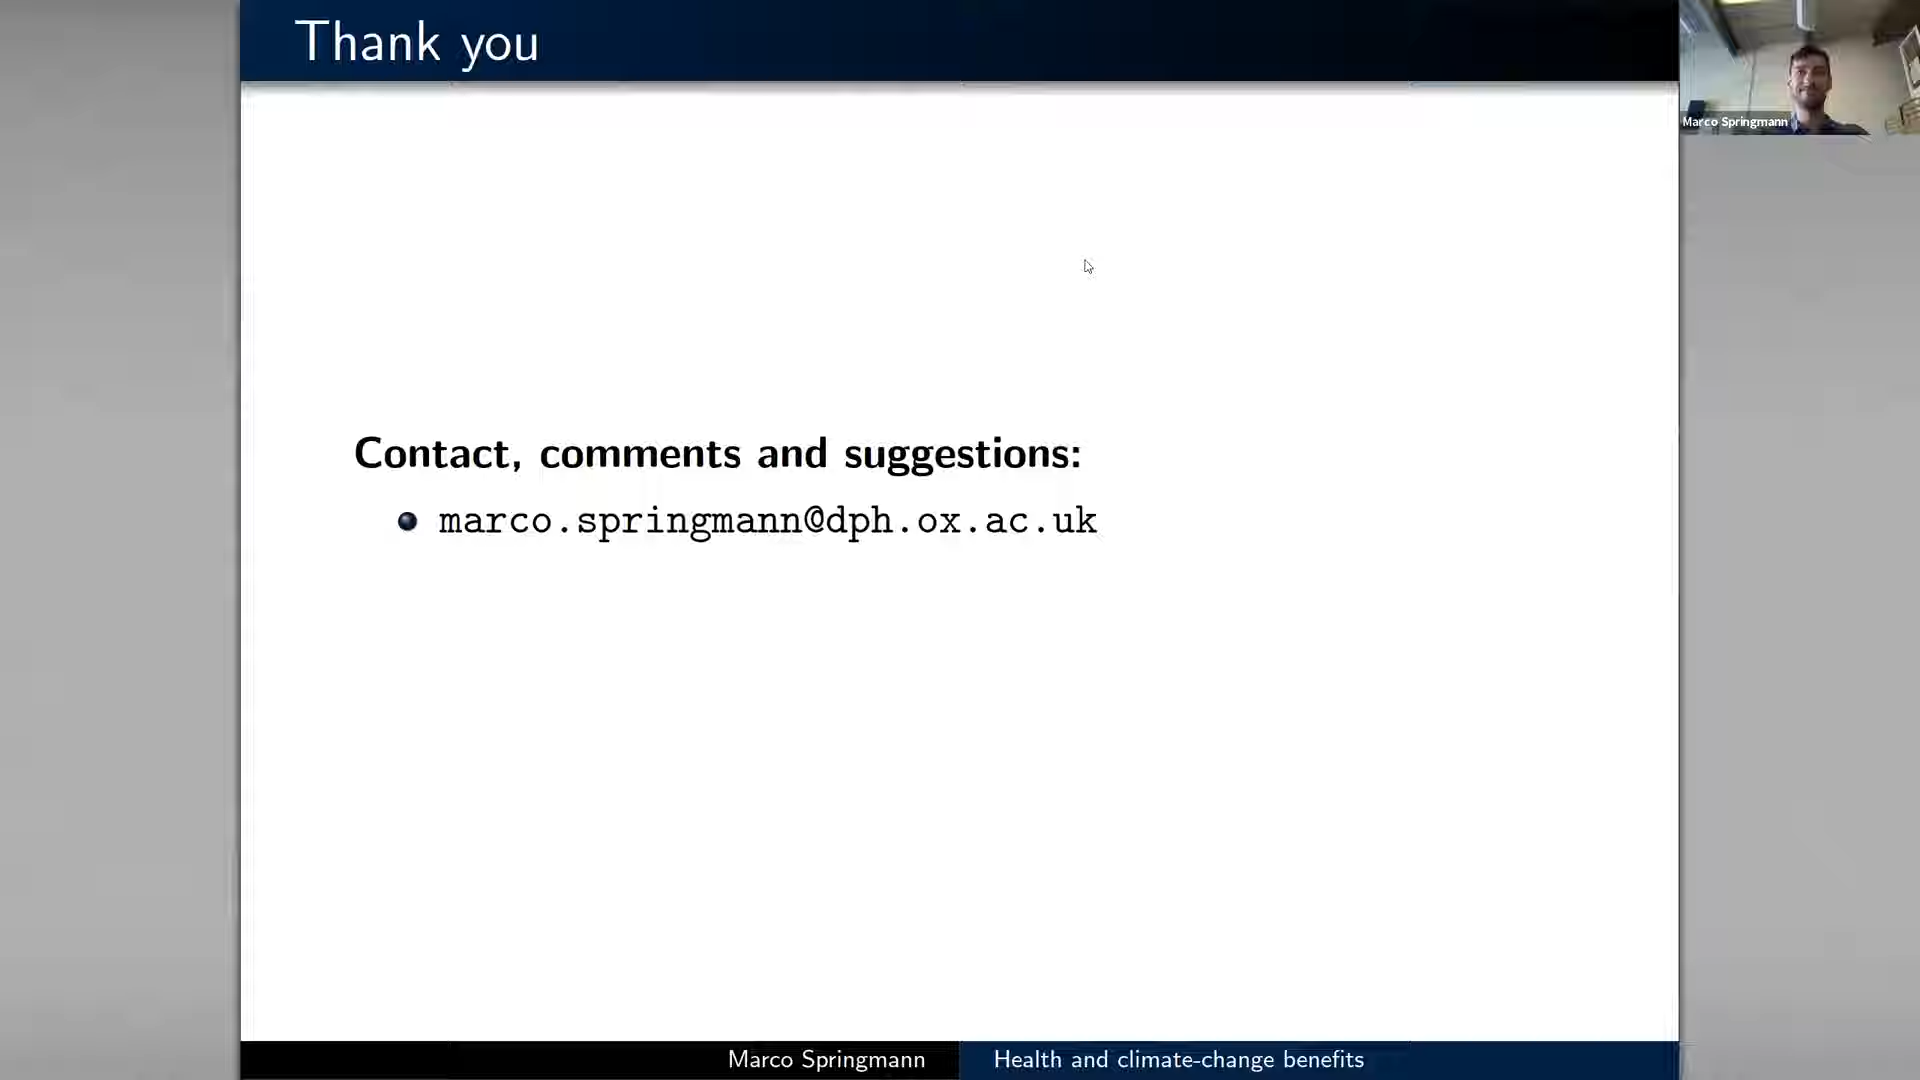 Thank you
Marco Springmann
Contact, comments and suggestions:
marco.springmann@dph.ox.ac.uk
Marco Springmann
Health and climate-change benefits